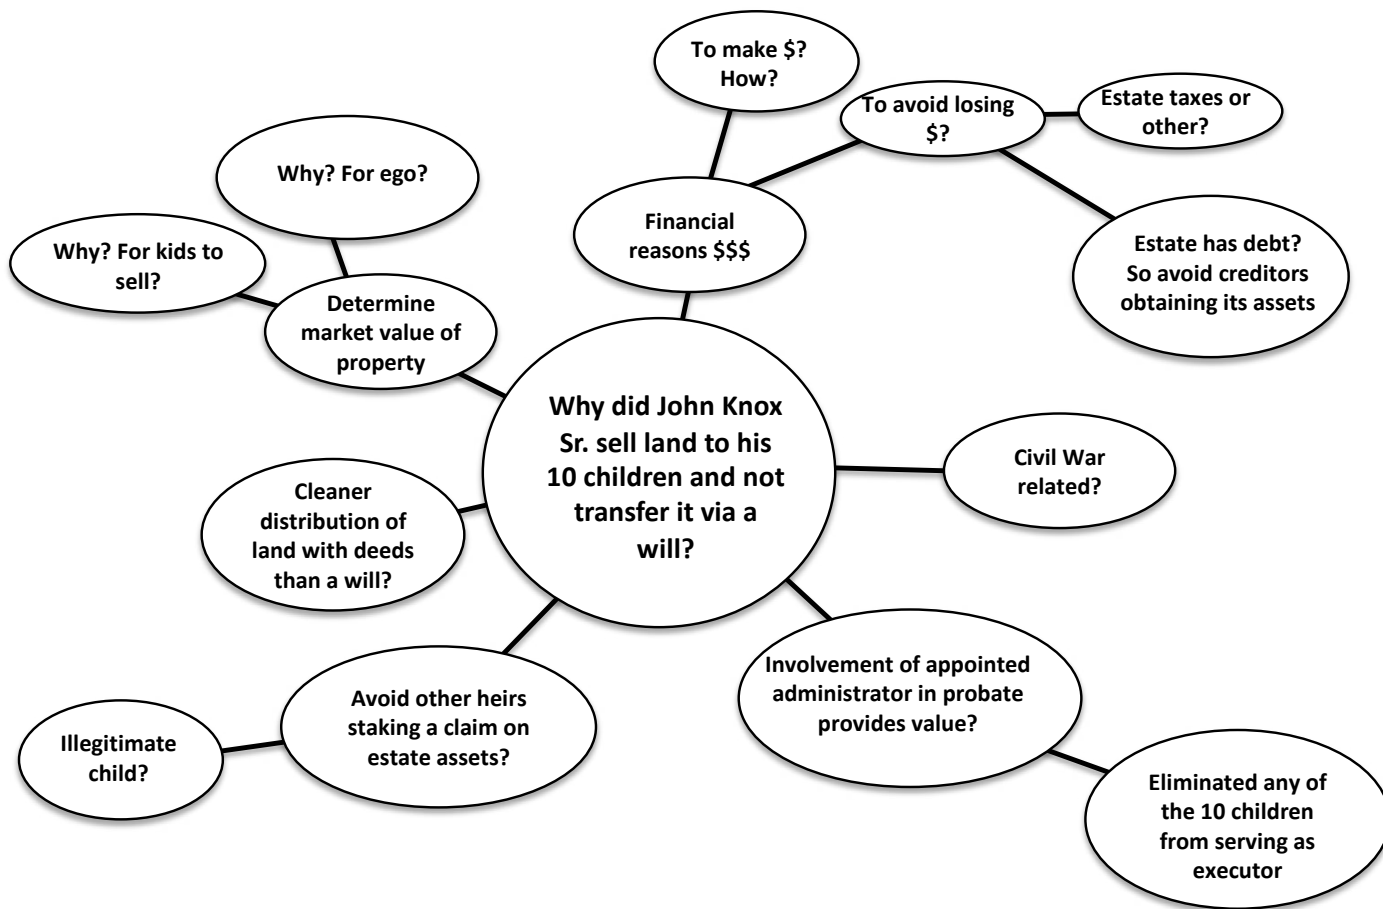 To make $?
How?
To avoid losing
$?
Estate taxes or
other?
Why? For ego?
Financial
reasons $$$
Why? For kids to
sell?
Estate has debt?
So avoid creditors
obtaining its assets
Determine
market value of
property
Why did John Knox
Sr. sell land to his
10 children and not
transfer it via a
will?
Civil War
related?
Cleaner
distribution of
land with deeds
than a will?
Involvement of appointed
administrator in probate
provides value?
Avoid other heirs
staking a claim on
estate assets?
Illegitimate
child?
Eliminated any of
the 10 children
from serving as
executor